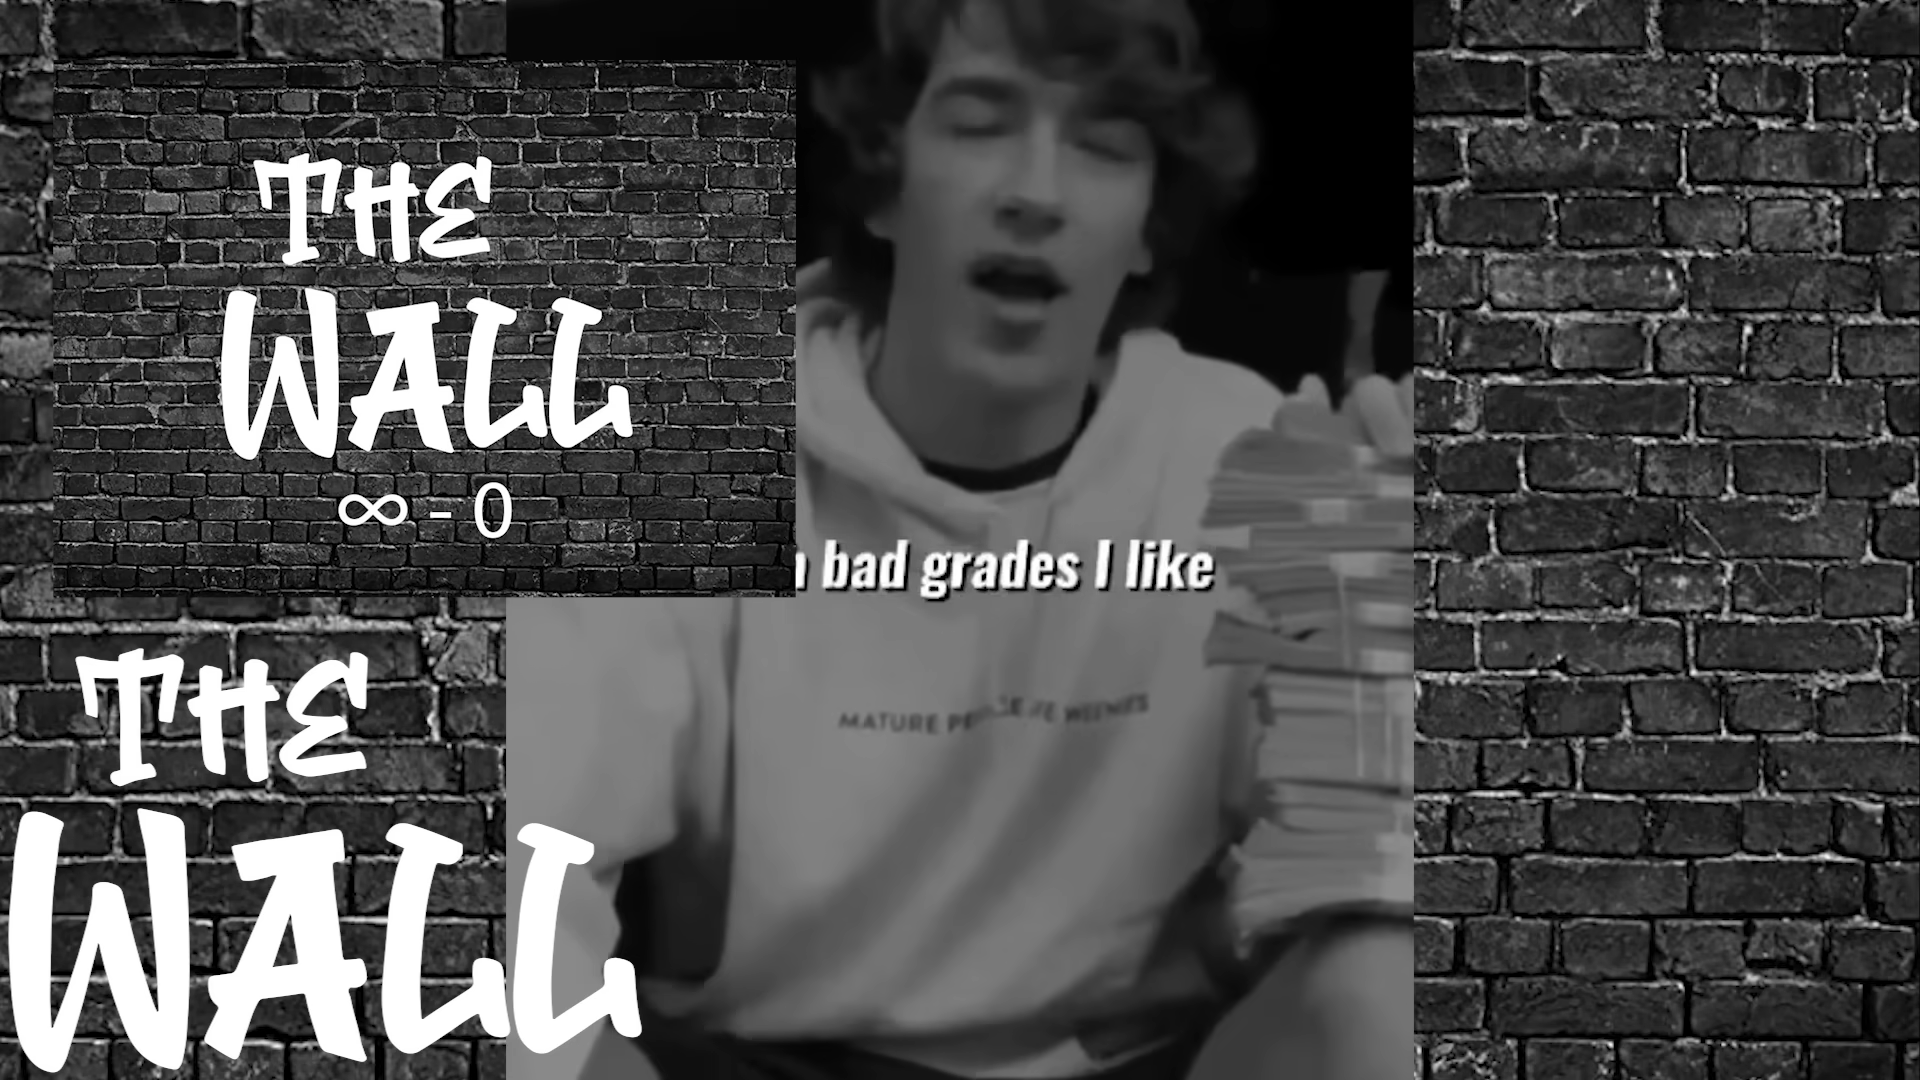 THE
WALL
∞ - 0
bad grades I like
MATURE
THE
WALL